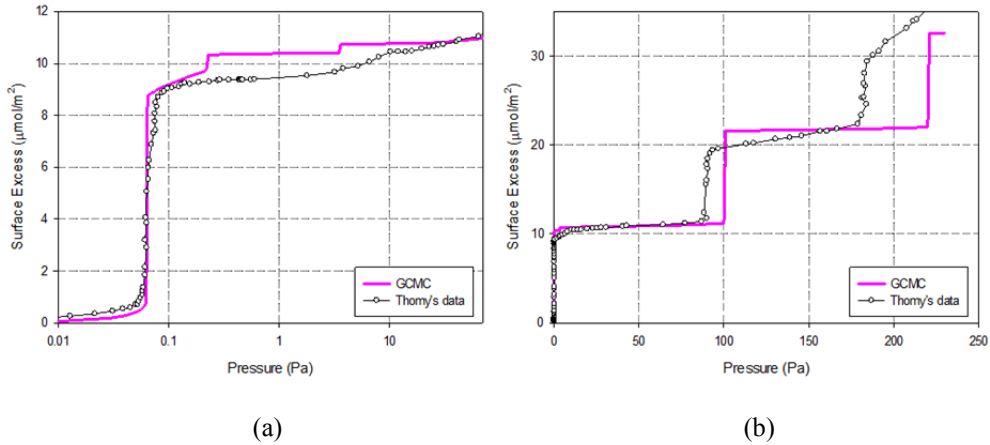 12
10
8
6
4
2
0
Surface Excess (μmol/m²)
GCMC
Thomy's data
0.01 0.1 1 10
Pressure (Pa)
(a)
30
20
10
0
Surface Excess (μmol/m²)
GCMC
Thomy's data
0 50 100 150 200 250
Pressure (Pa)
(b)